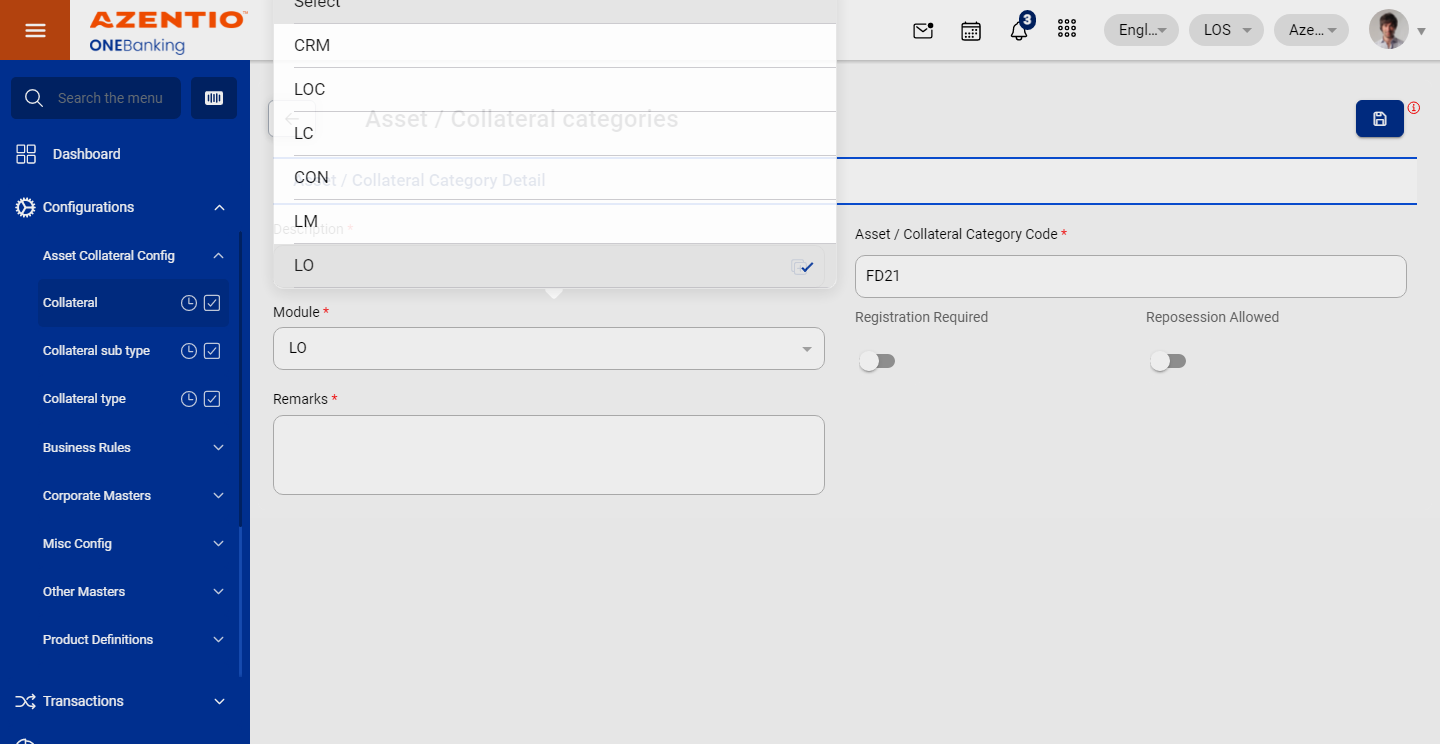 Select
AZENTIO™
ONEBanking
CRM
3
Engl...
LOS
Aze...
LOC
Search the menu
Asset / Collateral categories
LC
Dashboard
CON
Asset / Collateral Category Detail
Configurations
LM
Description *
Asset / Collateral Category Code *
Asset Collateral Config
LO
FD21
Collateral
Module *
Registration Required
Reposession Allowed
Collateral sub type
LO
Collateral type
Remarks *
Business Rules
Corporate Masters
Misc Config
Other Masters
Product Definitions
Transactions